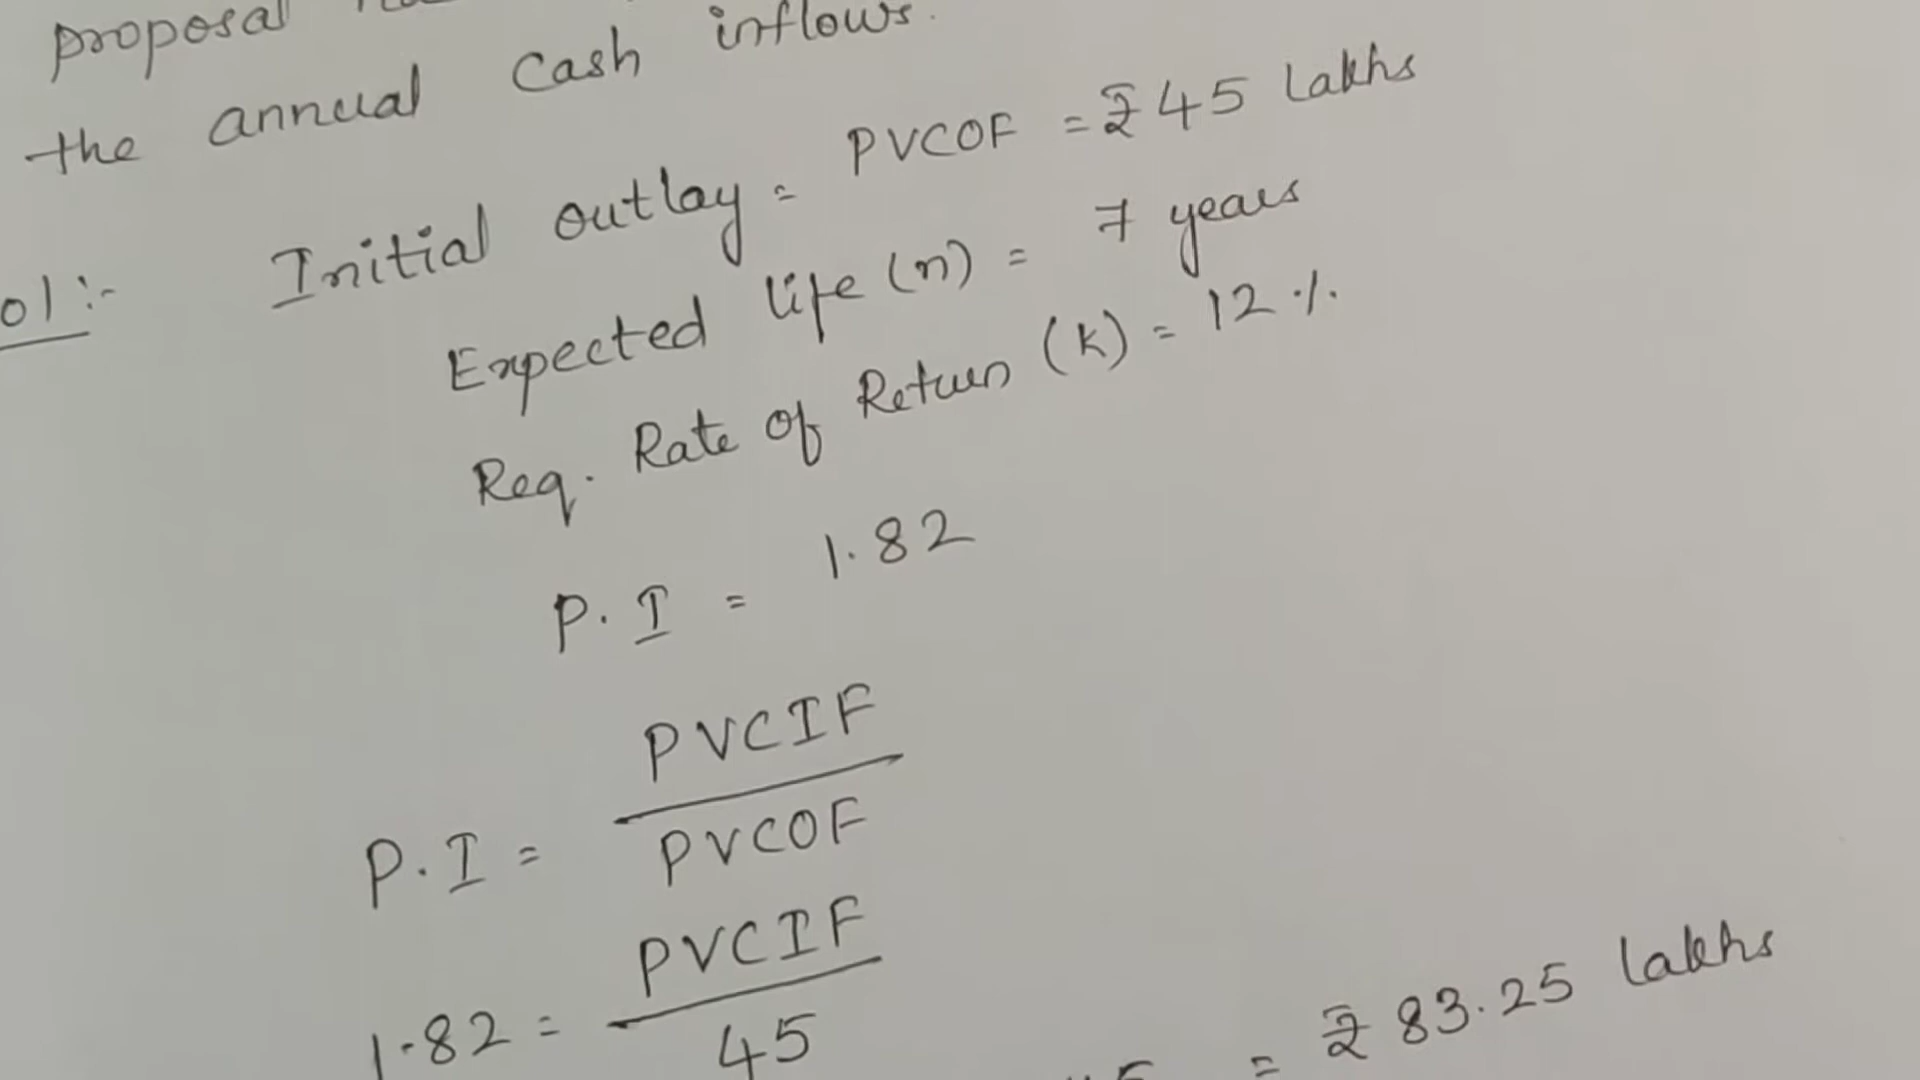 proposal
the annual cash inflows.
ol:- Initial outlay = PVCOF = ₹45 Lakhs
Expected life (n) = 7 years
Req. Rate of Return (K) = 12%
P.I = 1.82
P.I = PVCIF
PVCOF
1.82 = PVCIF
45
= ₹ 83.25 lakhs